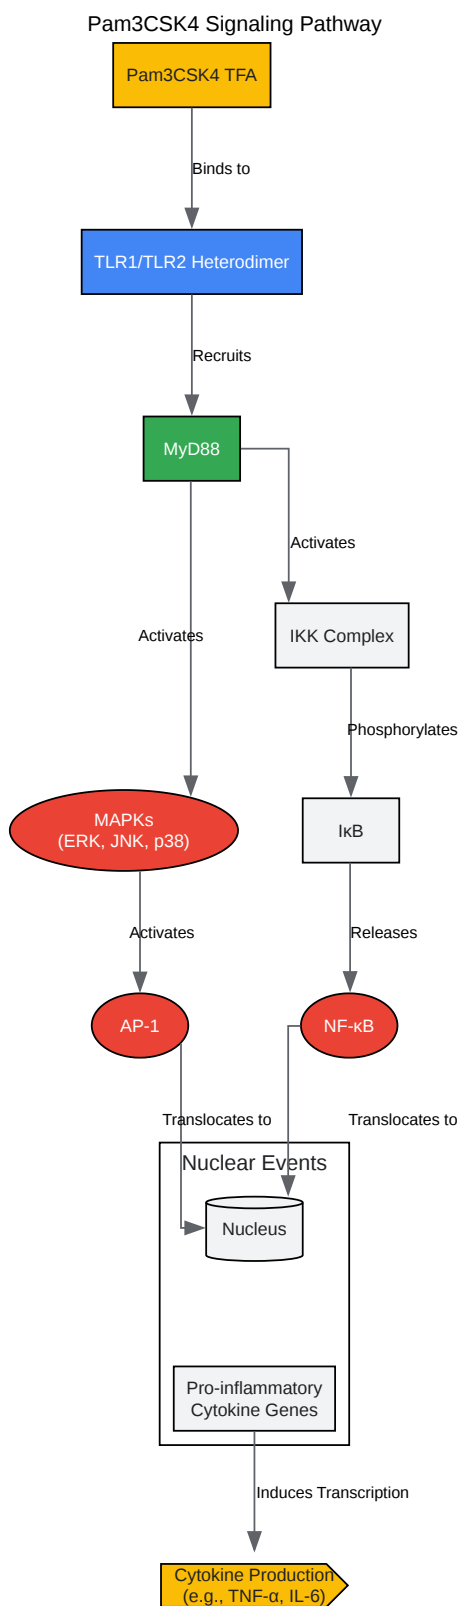 Pam3CSK4 Signaling Pathway
Pam3CSK4 TFA
Binds to
TLR1/TLR2 Heterodimer
Recruits
MyD88
Activates
IKK Complex
Activates
Phosphorylates
MAPKs
(ERK, JNK, p38)
IκB
Activates
Releases
AP-1
NF-κB
Translocates to
Translocates to
Nuclear Events
Nucleus
Pro-inflammatory
Cytokine Genes
Induces Transcription
Cytokine Production
(e.g., TNF-α, IL-6)